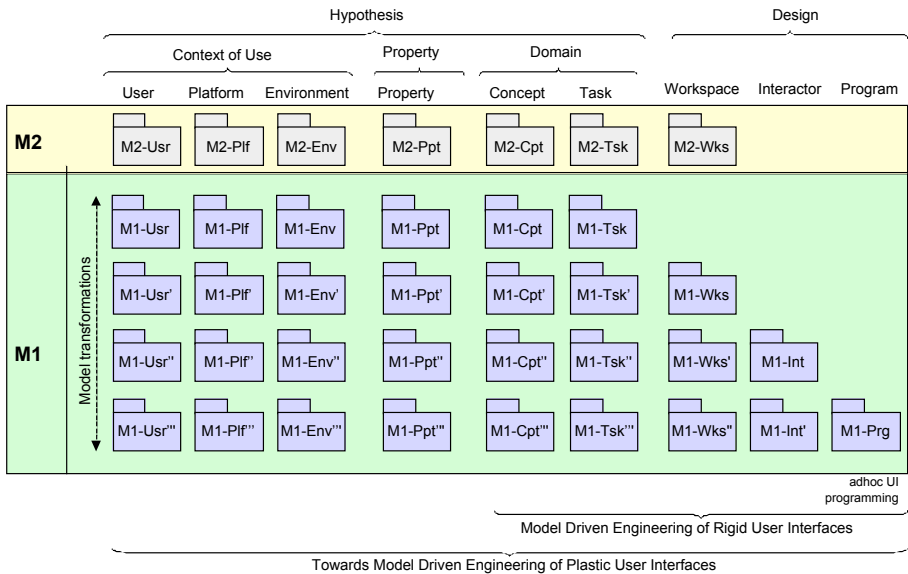 Hypothesis Design
Context of Use Property Domain
User Platform Environment Property Concept Task Workspace Interactor Program
M2 M2-Usr M2-Plf M2-Env M2-Ppt M2-Cpt M2-Tsk M2-Wks
M1-Usr M1-Plf M1-Env M1-Ppt M1-Cpt M1-Tsk
M1-Usr' M1-Plf' M1-Env' M1-Ppt' M1-Cpt' M1-Tsk' M1-Wks
Model transformations
M1 M1-Usr'' M1-Plf'' M1-Env'' M1-Ppt'' M1-Cpt'' M1-Tsk'' M1-Wks' M1-Int
M1-Usr''' M1-Plf''' M1-Env''' M1-Ppt''' M1-Cpt''' M1-Tsk''' M1-Wks'' M1-Int' M1-Prg
adhoc UI
programming
Model Driven Engineering of Rigid User Interfaces
Towards Model Driven Engineering of Plastic User Interfaces